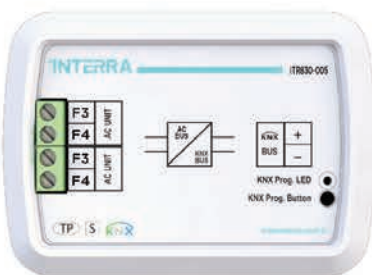 INTERRA
ITR830-005
F3
F4
AC UNIT
F3
F4
AC UNIT
AC BUS
KNX BUS
KNX BUS
+
−
KNX Prog. LED
KNX Prog. Button
TP
S
KNX